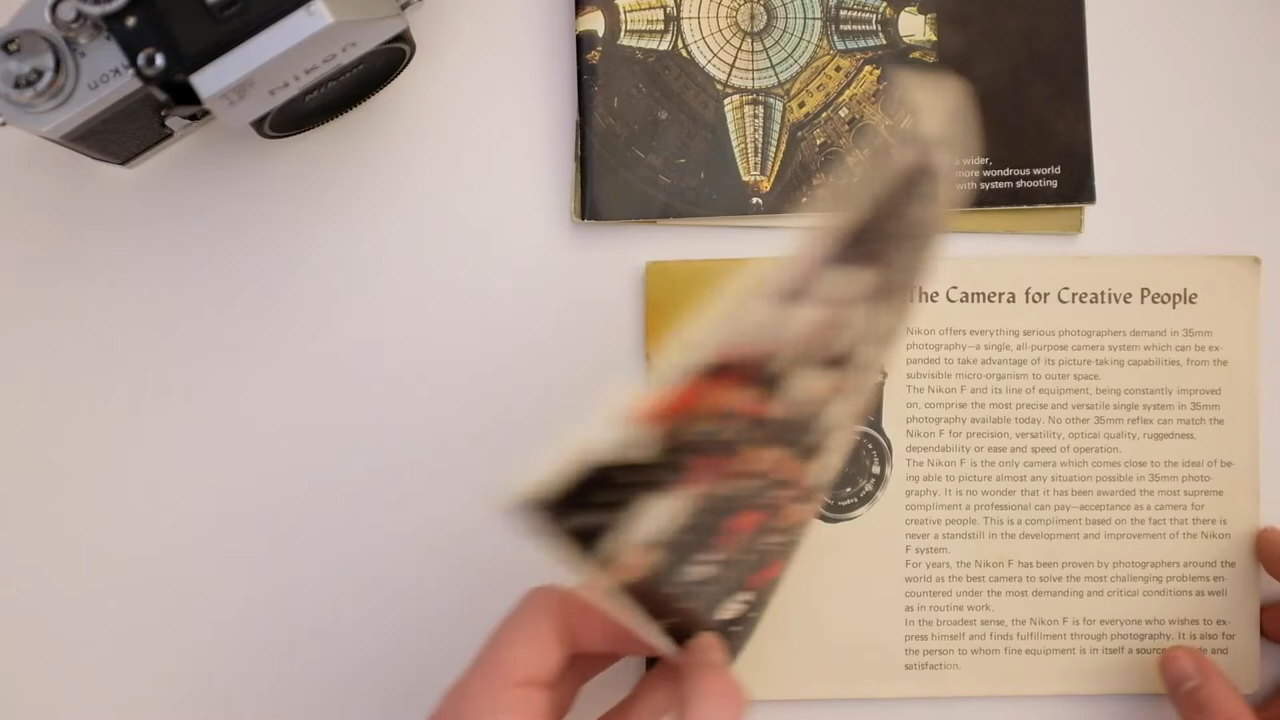 Nikon
Nikon
a wider,
more wondrous world
with system shooting
The Camera for Creative People
Nikon offers everything serious photographers demand in 35mm
photography—a single, all-purpose camera system which can be ex-
panded to take advantage of its picture-taking capabilities, from the
subvisible micro-organism to outer space.
The Nikon F and its line of equipment, being constantly improved
on, comprise the most precise and versatile single system in 35mm
photography available today. No other 35mm reflex can match the
Nikon F for precision, versatility, optical quality, ruggedness,
dependability or ease and speed of operation.
The Nikon F is the only camera which comes close to the ideal of be-
ing able to picture almost any situation possible in 35mm photo-
graphy. It is no wonder that it has been awarded the most supreme
compliment a professional can pay—acceptance as a camera for
creative people. This is a compliment based on the fact that there is
never a standstill in the development and improvement of the Nikon
F system.
For years, the Nikon F has been proven by photographers around the
world as the best camera to solve the most challenging problems en-
countered under the most demanding and critical conditions as well
as in routine work.
In the broadest sense, the Nikon F is for everyone who wishes to ex-
press himself and finds fulfillment through photography. It is also for
the person to whom fine equipment is in itself a source and
satisfaction.